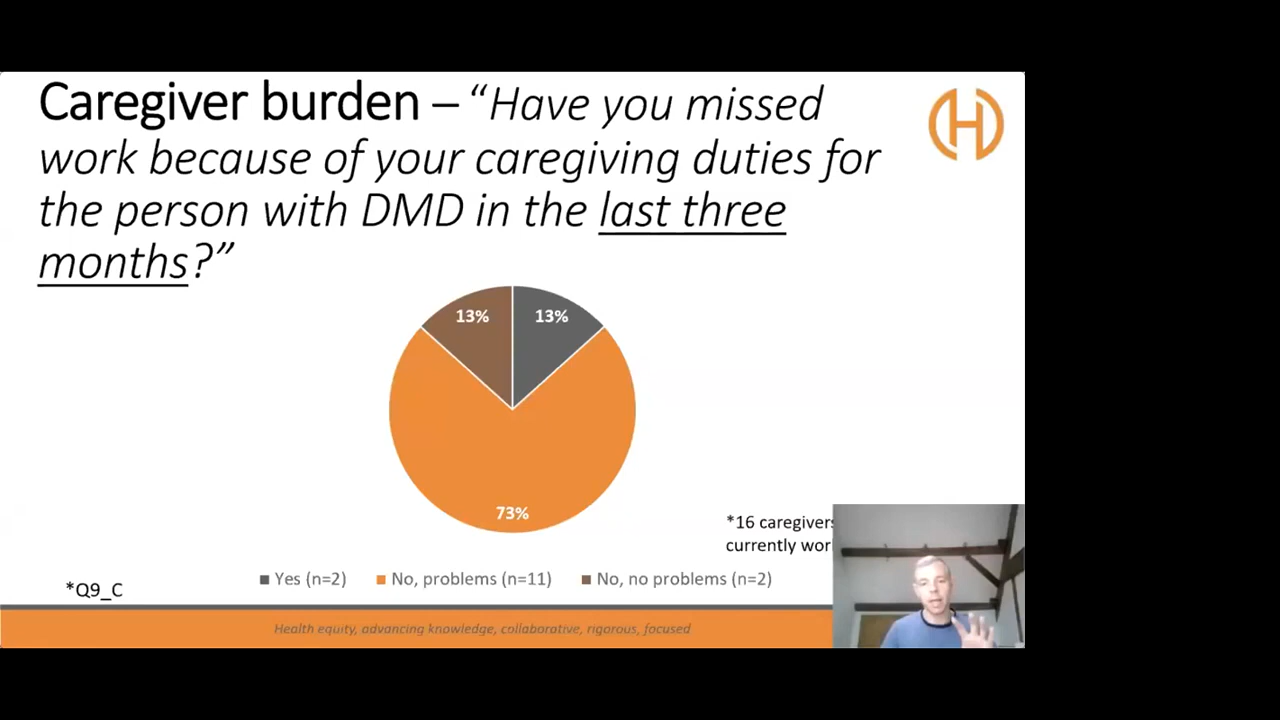 Caregiver burden – “Have you missed
work because of your caregiving duties for
the person with DMD in the last three
months?”
13%
13%
73%
*16 caregivers
currently
Yes (n=2)
No, problems (n=11)
No, no problems (n=2)
*Q9_C
Health equity, advancing knowledge, collaborative, rigorous, focused